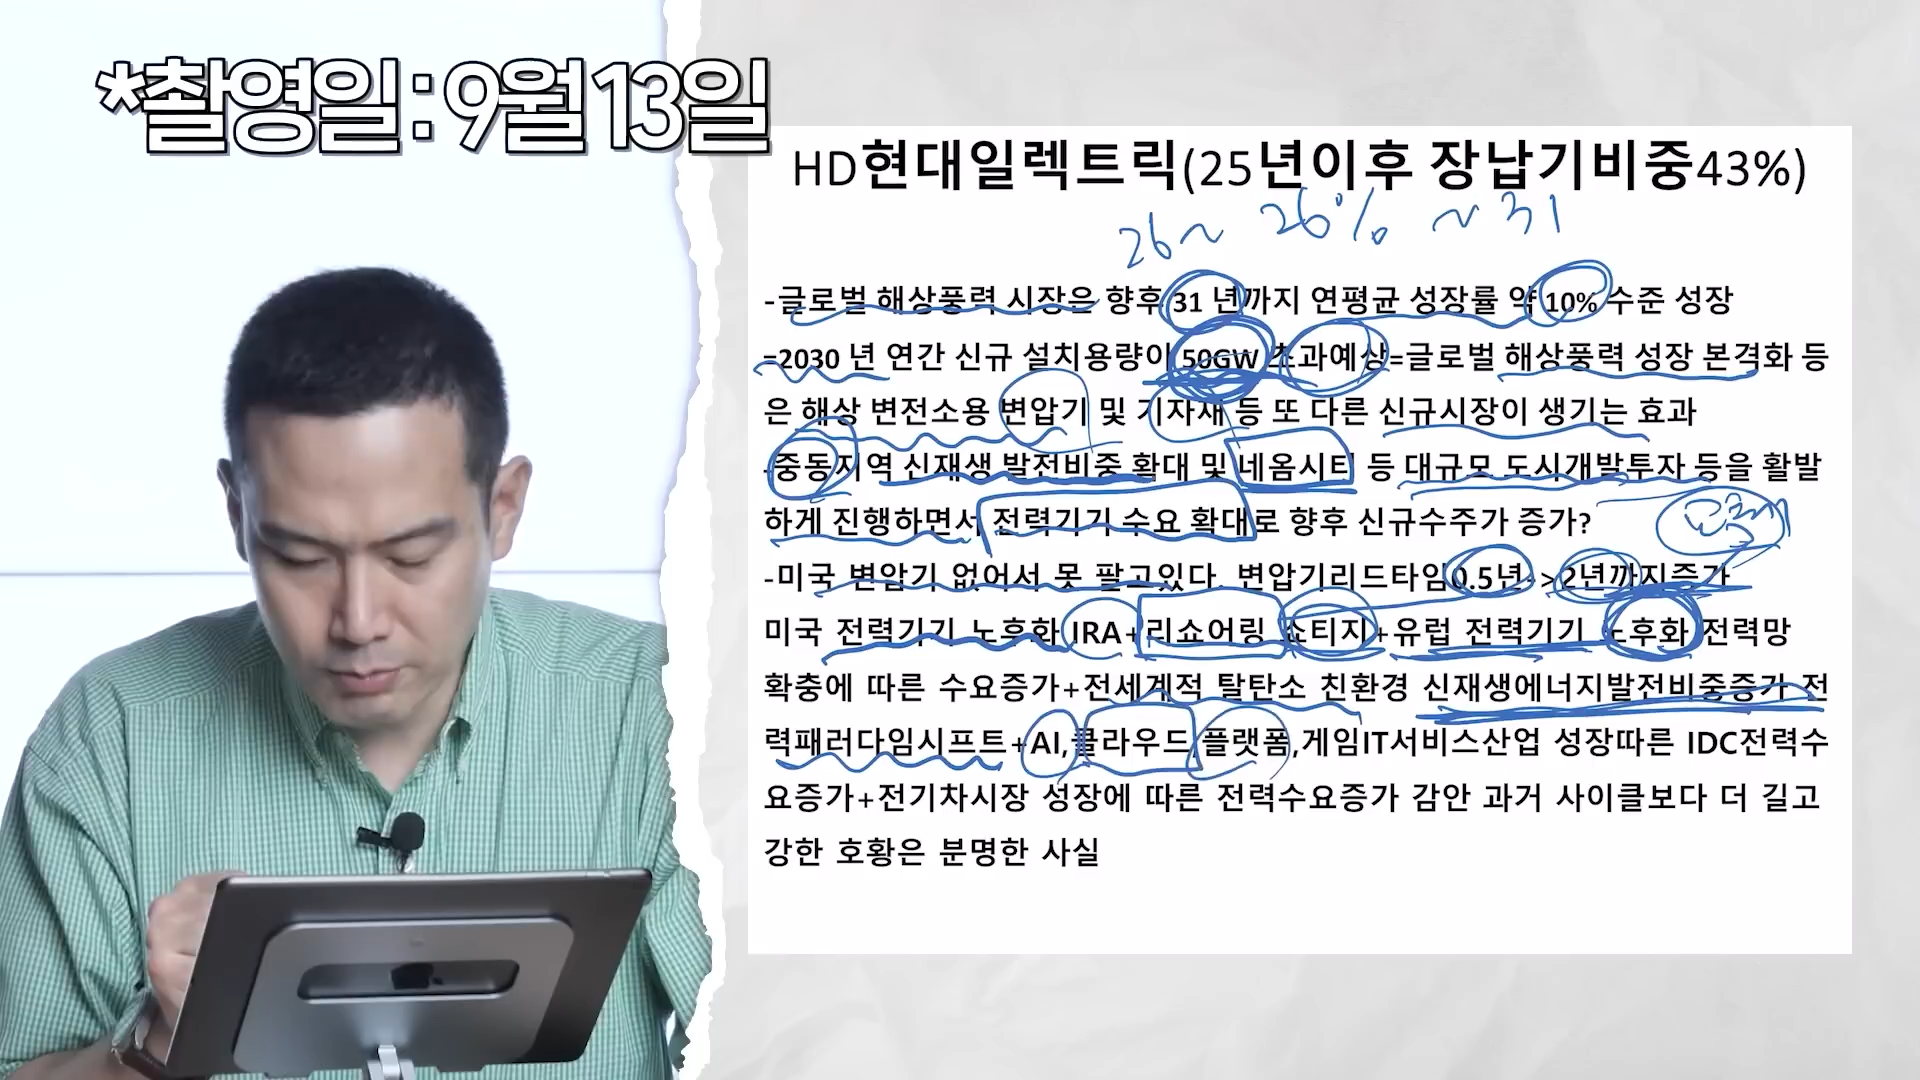 *촬영일:9월13일
HD현대일렉트릭(25년이후 장납기비중43%)
26~ 26% ~31
-글로벌 해상풍력 시장은 향후 31 년까지 연평균 성장률 약 10% 수준 성장
-2030 년 연간 신규 설치용량이 50GW 초과예상=글로벌 해상풍력 성장 본격화 등
은 해상 변전소용 변압기 및 기자재 등 또 다른 신규시장이 생기는 효과
-중동지역 신재생 발전비중 확대 및 네옴시티 등 대규모 도시개발투자 등을 활발
하게 진행하면서 전력기기 수요 확대로 향후 신규수주가 증가?
-미국 변압기 없어서 못 팔고있다. 변압기리드타임0.5년->2년까지증가
미국 전력기기 노후화 IRA+리쇼어링 쇼티지+유럽 전력기기 노후화 전력망
확충에 따른 수요증가+전세계적 탈탄소 친환경 신재생에너지발전비중증가 전
력패러다임시프트+AI,클라우드,플랫폼,게임IT서비스산업 성장따른 IDC전력수
요증가+전기차시장 성장에 따른 전력수요증가 감안 과거 사이클보다 더 길고
강한 호황은 분명한 사실